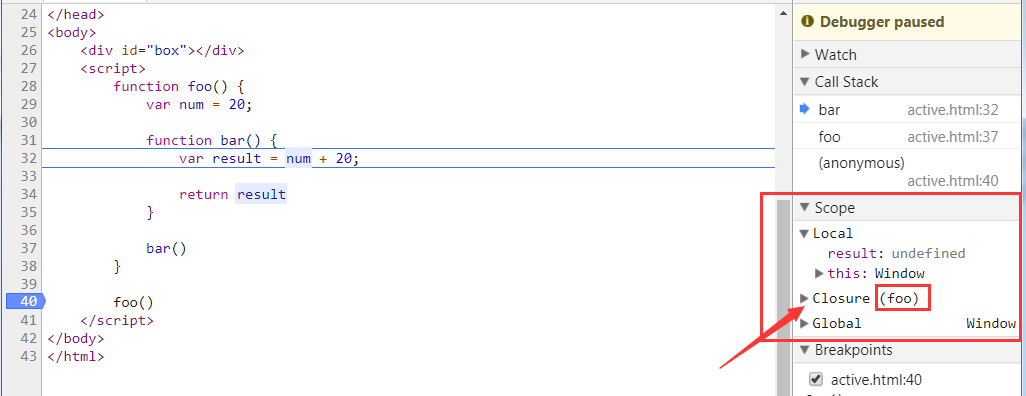 24 </head>
25 <body>
26 <div id="box"></div>
27 <script>
28 function foo() {
29 var num = 20;
30
31 function bar() {
32 var result = num + 20;
33
34 return result
35 }
36
37 bar()
38 }
39
40 foo()
41 </script>
42 </body>
43 </html>
Debugger paused
Watch
Call Stack
bar active.html:32
foo active.html:37
(anonymous)
active.html:40
Scope
Local
result: undefined
this: Window
Closure (foo)
Global Window
Breakpoints
active.html:40